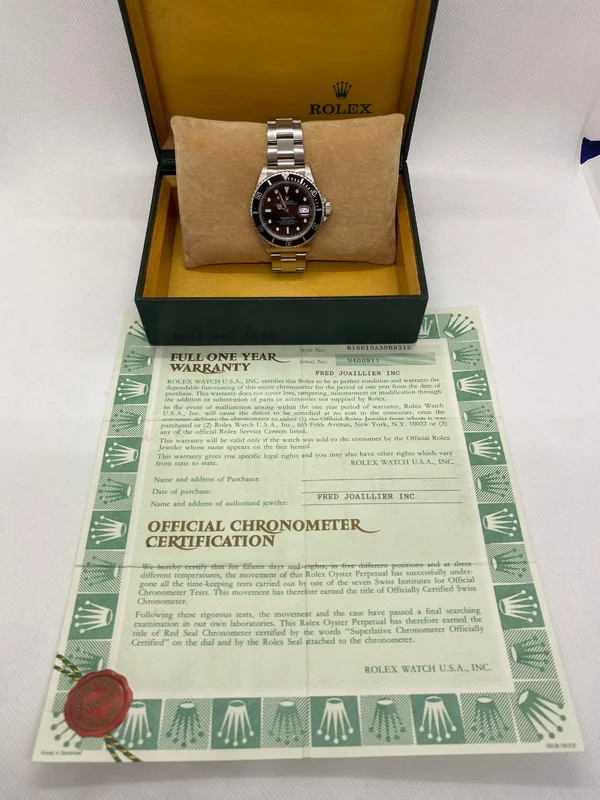 ROLEX
Style No. R16610A30B9315
Serial No. N400911
FULL ONE YEAR
WARRANTY
FRED JOAILLIER INC
ROLEX WATCH U.S.A., INC. certifies this Rolex to be in perfect condition and warrants the
dependable functioning of this entire chronometer for the period of one year from the date of
purchase. This warranty does not cover loss, tampering, mistreatment or modification through
the addition or substitution of parts or accessories not supplied by Rolex.
In the event of malfunction arising within the one year period of warranty, Rolex Watch
U.S.A., Inc. will cause the defect to be remedied at no cost to the consumer, once the
consumer delivers the chronometer to either (1) the Official Rolex Jeweler from whom it was
purchased or (2) Rolex Watch U.S.A., Inc., 665 Fifth Avenue, New York, N.Y. 10022 or (3)
any of the official Rolex Service Centers listed.
This warranty will be valid only if the watch was sold to the consumer by the Official Rolex
Jeweler whose name appears on the face hereof.
This warranty gives you specific legal rights and you may also have other rights which vary
from state to state.
ROLEX WATCH U.S.A., INC.
Name and address of Purchaser:
Date of purchase:
Name and address of authorized jeweler: FRED JOAILLIER INC
OFFICIAL CHRONOMETER
CERTIFICATION
We hereby certify that for fifteen days and nights, in five different positions and at three
different temperatures, the movement of this Rolex Oyster Perpetual has successfully under-
gone all the time-keeping tests carried out by one of the seven Swiss Institutes for Official
Chronometer Tests. This movement has therefore earned the title of Officially Certified Swiss
Chronometer.
Following these rigorous tests, the movement and the case have passed a final searching
examination in our own laboratories. This Rolex Oyster Perpetual has therefore earned the
title of Red Seal Chronometer certified by the words "Superlative Chronometer Officially
Certified" on the dial and by the Rolex Seal attached to the chronometer.
ROLEX WATCH U.S.A., INC.
Printed in Switzerland